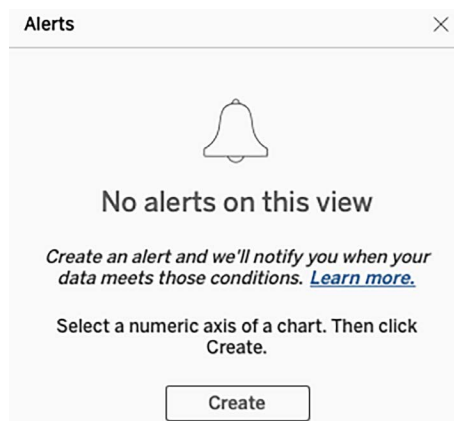 Alerts
No alerts on this view
Create an alert and we'll notify you when your
data meets those conditions. Learn more.
Select a numeric axis of a chart. Then click
Create.
Create